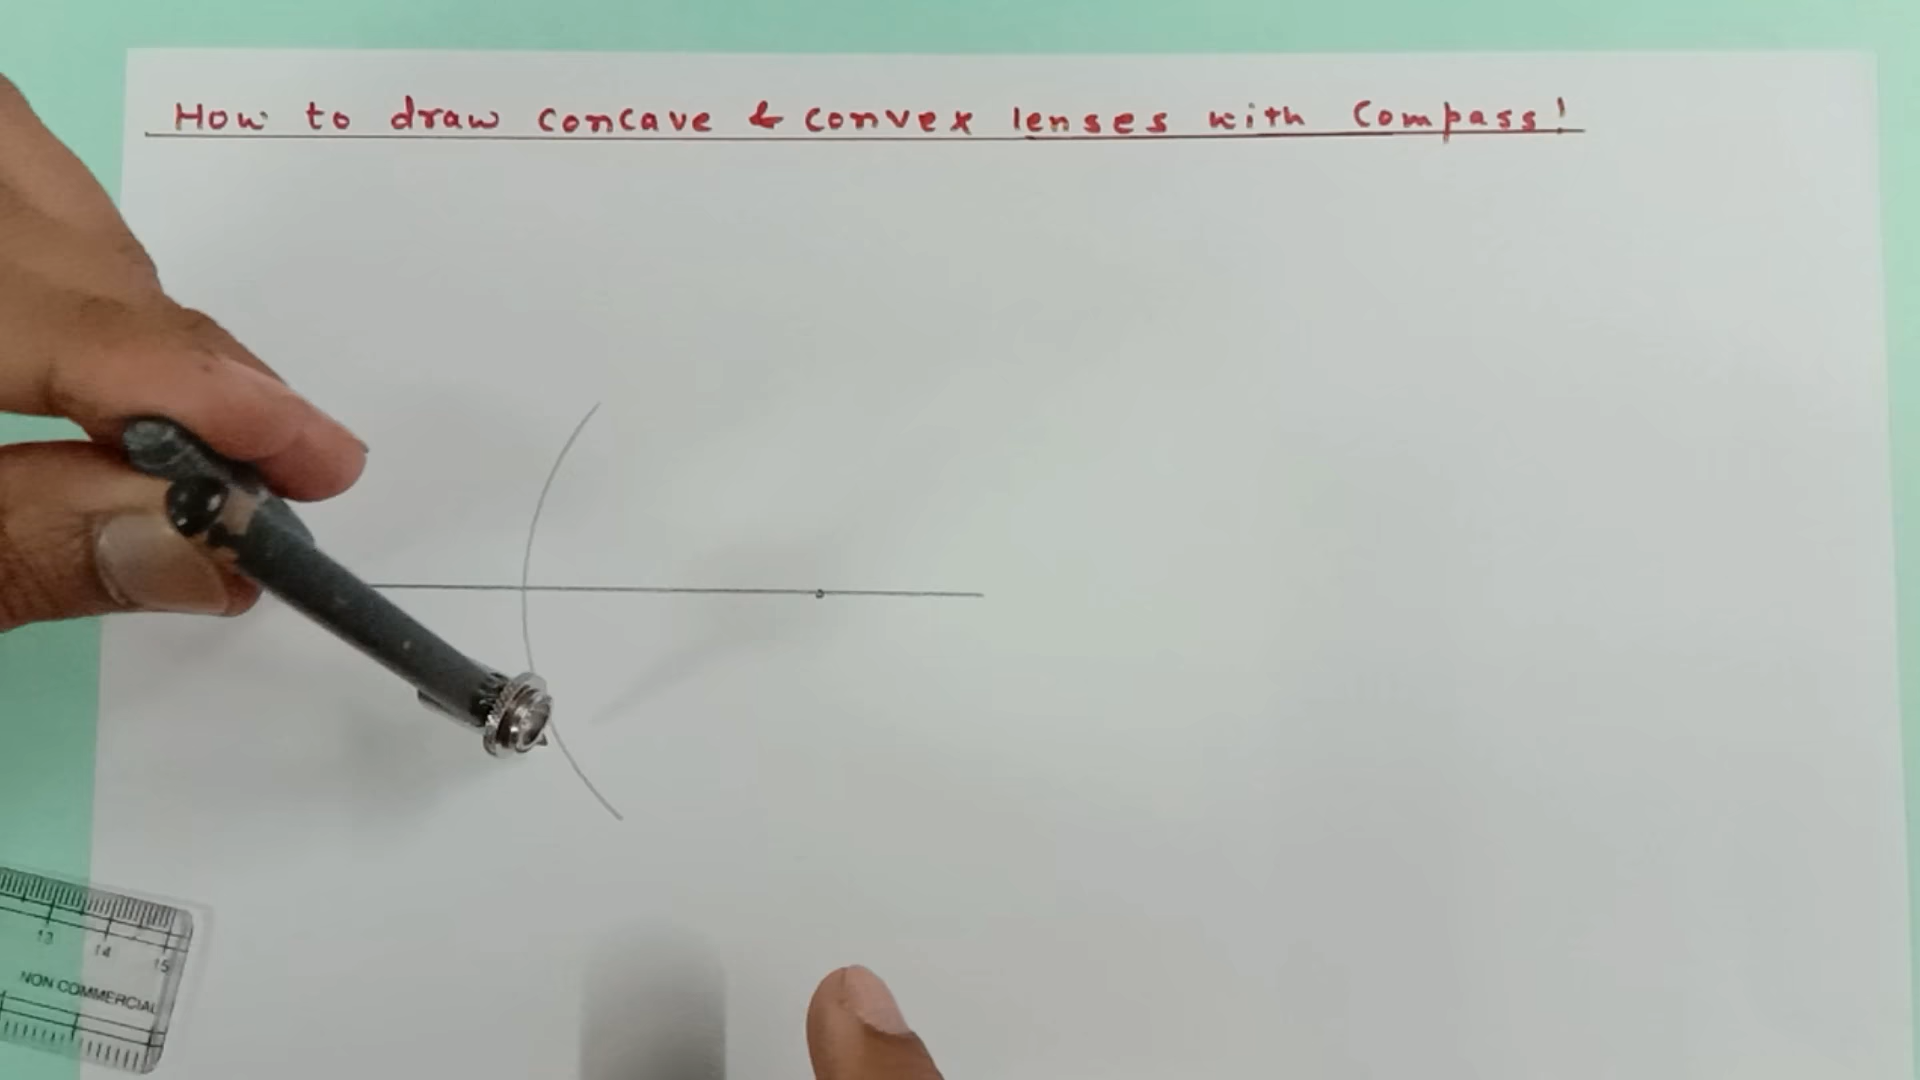 How to draw concave & convex lenses with Compass!
13 14 15
NON COMMERCIAL